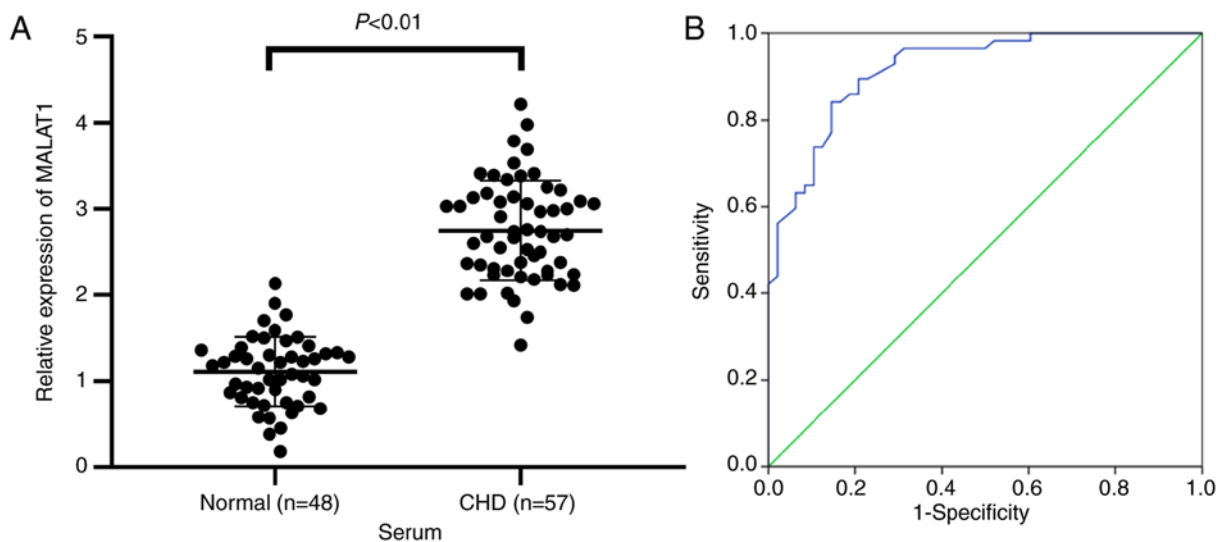 A
P<0.01
Relative expression of MALAT1
5
4
3
2
1
0
Normal (n=48)
CHD (n=57)
Serum
B
Sensitivity
1.0
0.8
0.6
0.4
0.2
0.0
0.0
0.2
0.4
0.6
0.8
1.0
1-Specificity